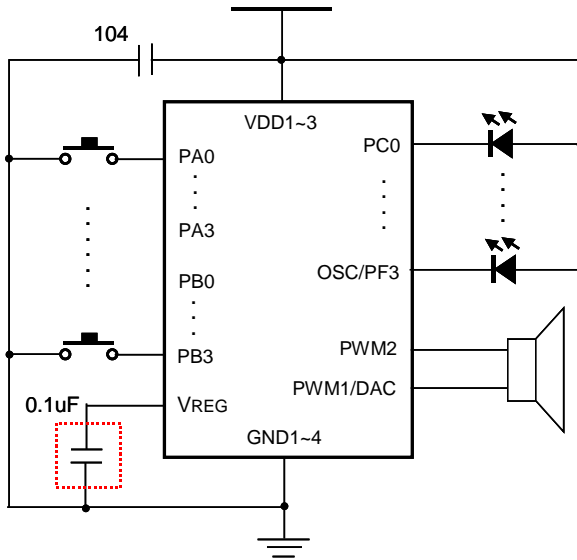 104
VDD1~3
PA0
PC0
PA3
PB0
OSC/PF3
PB3
PWM2
0.1uF
VREG
PWM1/DAC
GND1~4